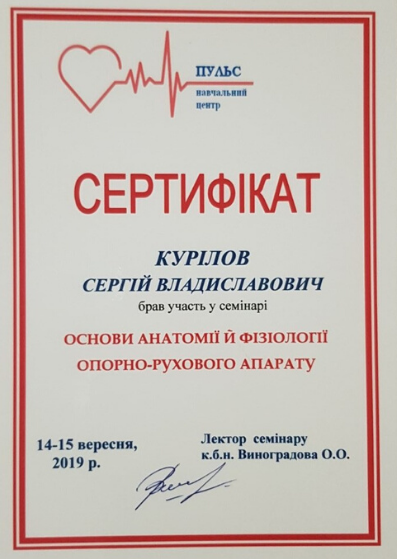 ПУЛЬС
навчальний
центр
СЕРТИФІКАТ
КУРІЛОВ
СЕРГІЙ ВЛАДИСЛАВОВИЧ
брав участь у семінарі
ОСНОВИ АНАТОМІЇ Й ФІЗІОЛОГІЇ
ОПОРНО-РУХОВОГО АПАРАТУ
14-15 вересня,
2019 р.
Лектор семінару
к.б.н. Виноградова О.О.